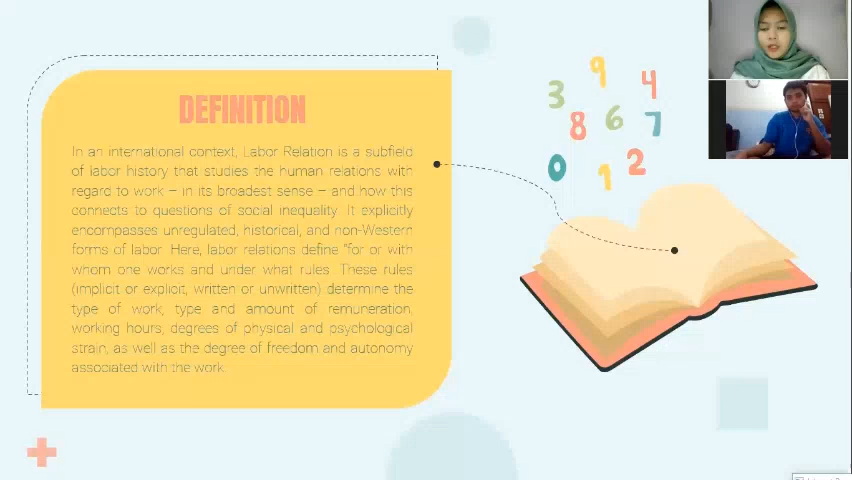 DEFINITION
In an international context, Labor Relation is a subfield
of labor history that studies the human relations with
regard to work – in its broadest sense – and how this
connects to questions of social inequality. It explicitly
encompasses unregulated, historical, and non-Western
forms of labor. Here, labor relations define "for or with
whom one works and under what rules. These rules
(implicit or explicit, written or unwritten) determine the
type of work, type and amount of remuneration,
working hours, degrees of physical and psychological
strain, as well as the degree of freedom and autonomy
associated with the work.
9
3 4
8 6 7
0 1 2